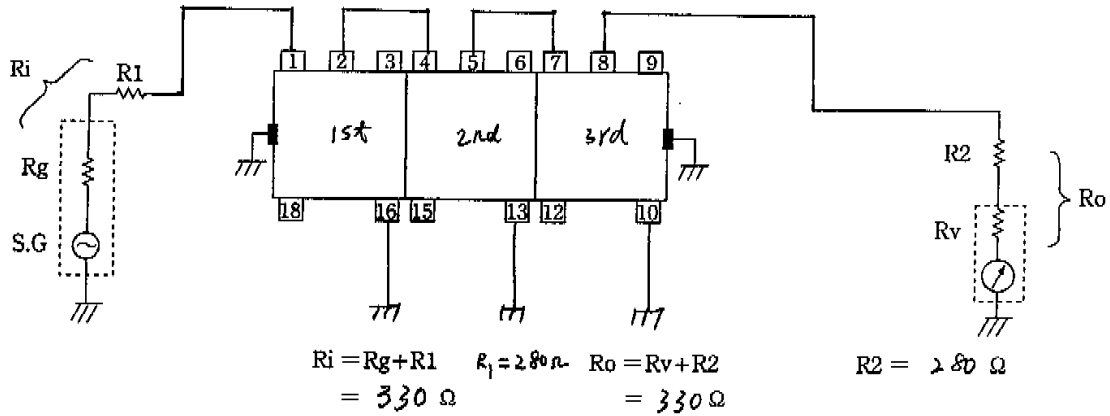 1 2 3 4 5 6 7 8 9
Ri R1
1st 2nd 3rd
Rg
R2
Ro
18 16 15 13 12 10
S.G
Rv
Ri = Rg+R1 R1 = 280Ω Ro = Rv+R2 R2 = 280 Ω
= 330 Ω = 330 Ω